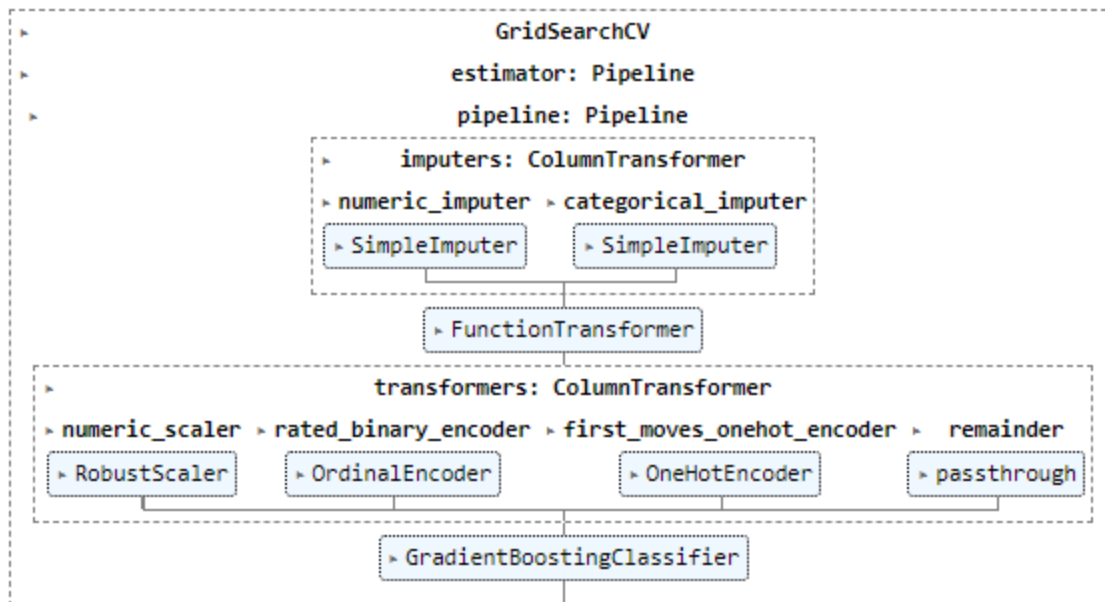 GridSearchCV
estimator: Pipeline
pipeline: Pipeline
imputers: ColumnTransformer
numeric_imputer categorical_imputer
SimpleImputer SimpleImputer
FunctionTransformer
transformers: ColumnTransformer
numeric_scaler rated_binary_encoder first_moves_onehot_encoder remainder
RobustScaler OrdinalEncoder OneHotEncoder passthrough
GradientBoostingClassifier